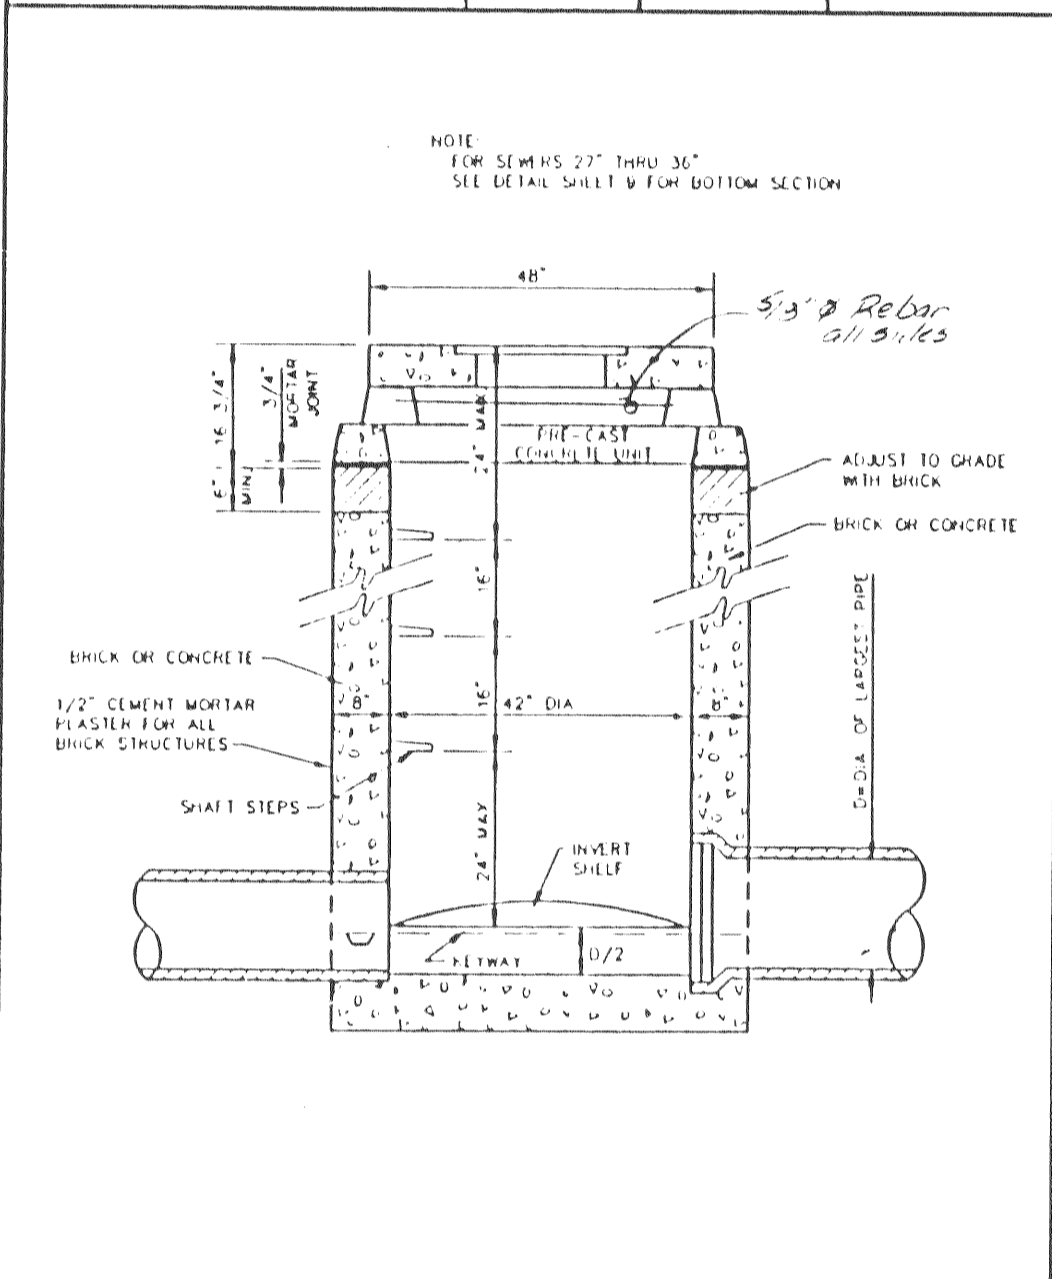 NOTE:
FOR SEWERS 27" THRU 36"
SEE DETAIL SHEET FOR BOTTOM SECTION
48"
Rebar
all sides
16 3/4"
3/4"
MORTAR
JOINT
6"
MIN
24" MAX
PRE-CAST
CONCRETE UNIT
ADJUST TO GRADE
WITH BRICK
BRICK OR CONCRETE
16"
D=DIA OF LARGEST PIPE
BRICK OR CONCRETE
8"
16"
42" DIA
8"
1/2" CEMENT MORTAR
PLASTER FOR ALL
BRICK STRUCTURES
SHAFT STEPS
24" MAX
INVERT
SHELF
KEYWAY
D/2